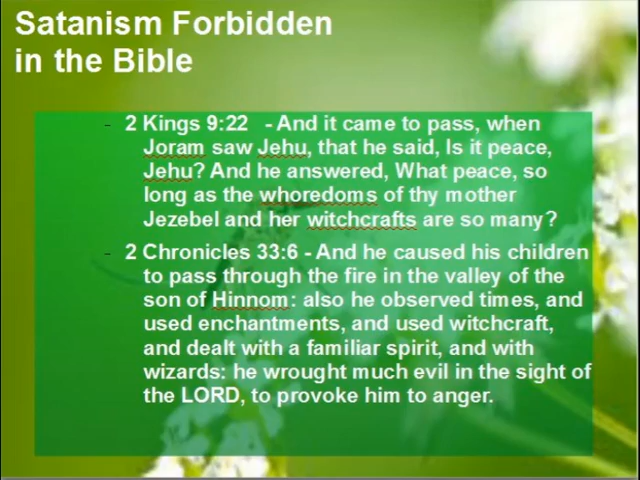 Satanism Forbidden
in the Bible
- 2 Kings 9:22 - And it came to pass, when
Joram saw Jehu, that he said, Is it peace,
Jehu? And he answered, What peace, so
long as the whoredoms of thy mother
Jezebel and her witchcrafts are so many?
- 2 Chronicles 33:6 - And he caused his children
to pass through the fire in the valley of the
son of Hinnom: also he observed times, and
used enchantments, and used witchcraft,
and dealt with a familiar spirit, and with
wizards: he wrought much evil in the sight of
the LORD, to provoke him to anger.